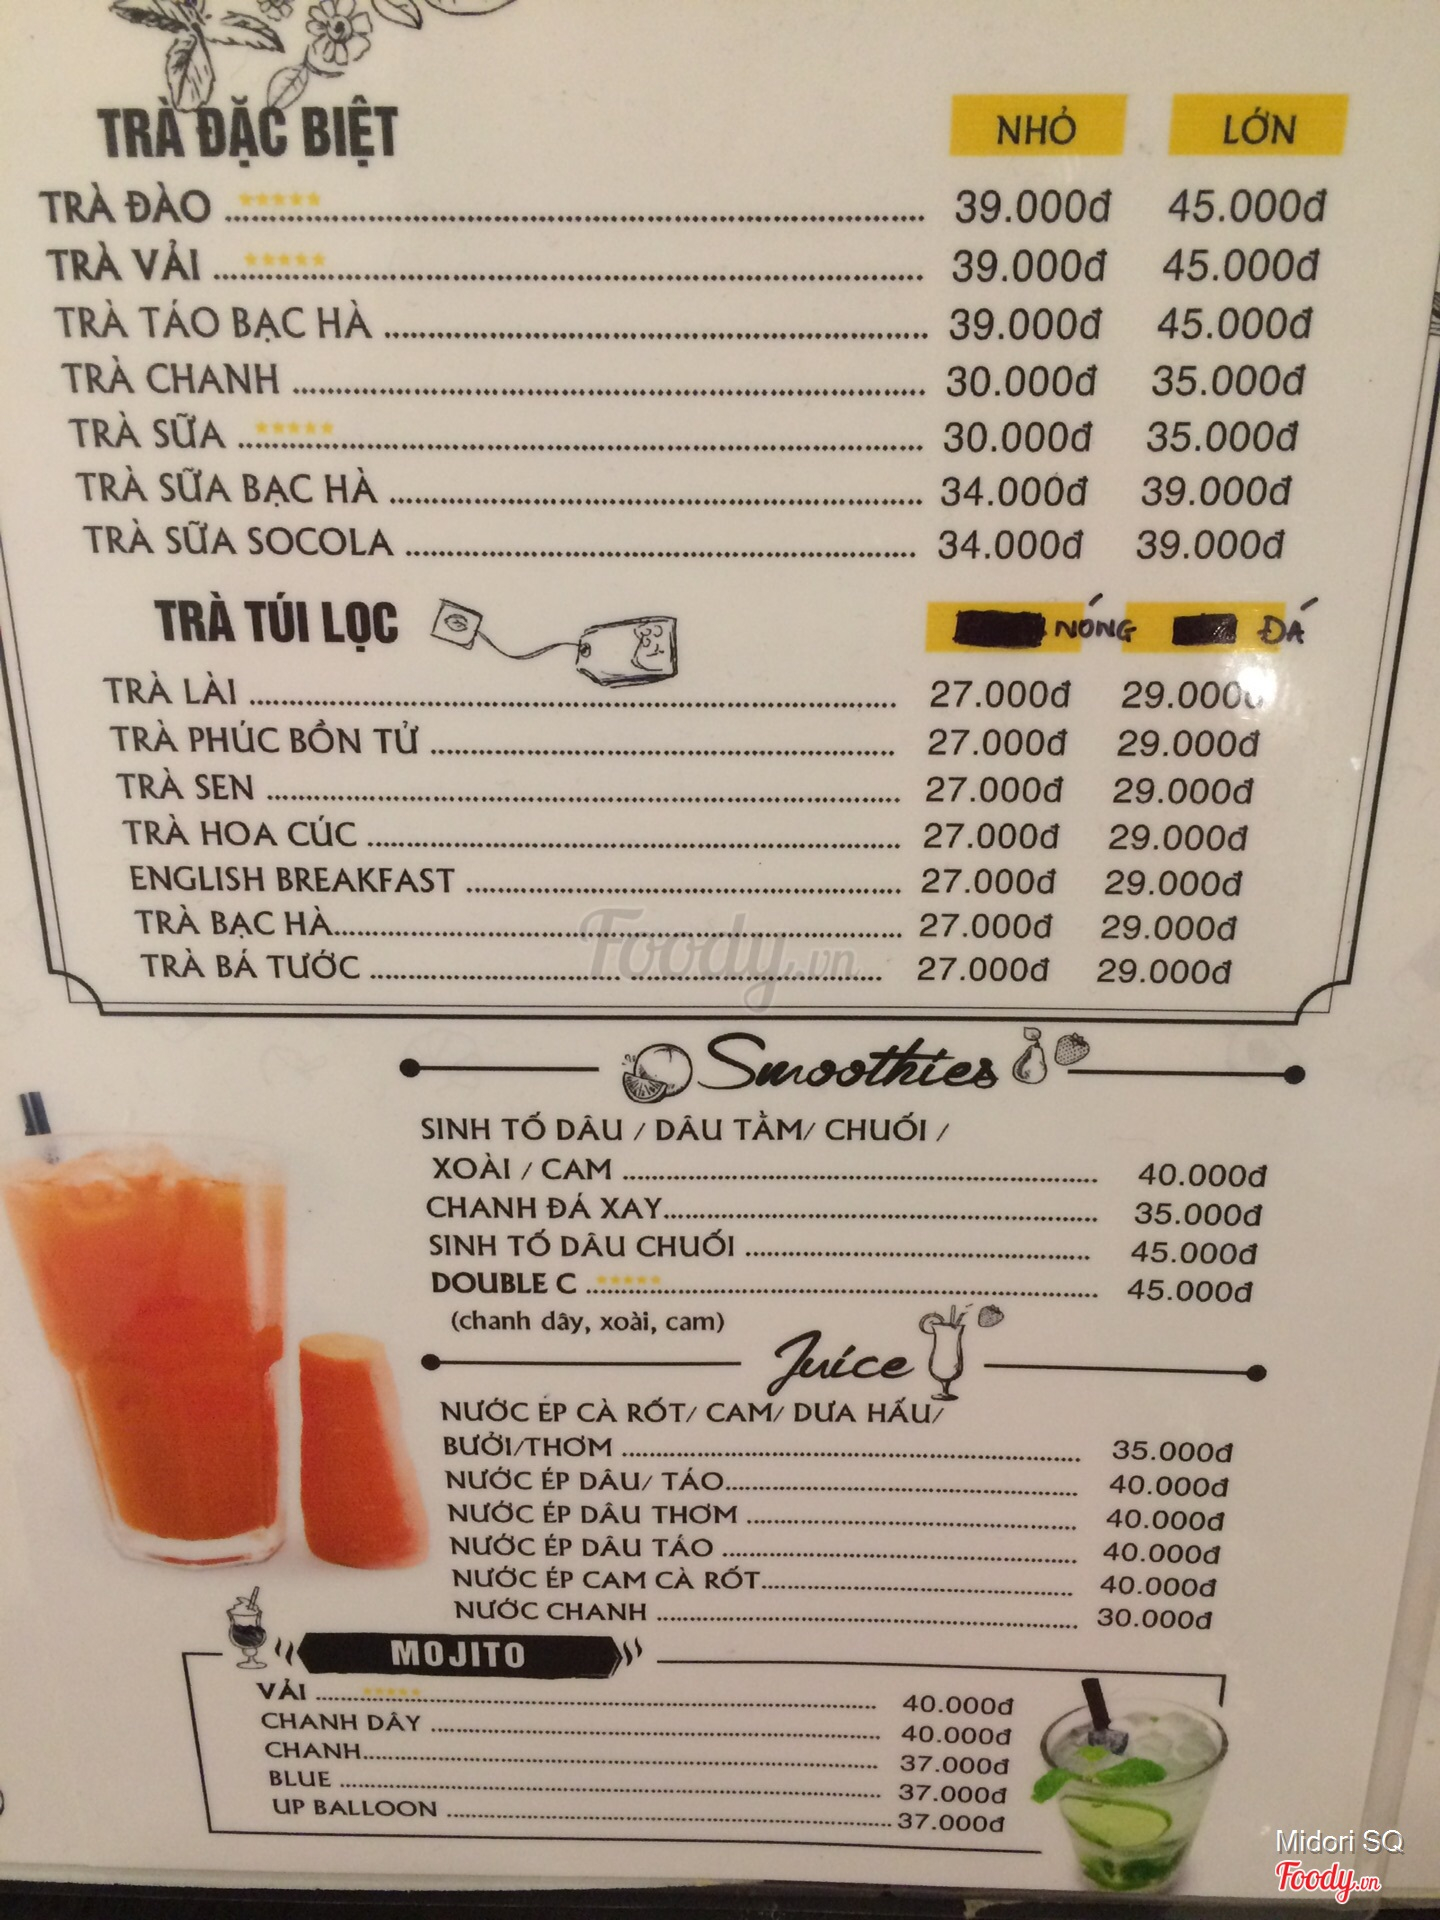 TRÀ ĐẶC BIỆT NHỎ LỚN
TRÀ ĐÀO ***** 39.000đ 45.000đ
TRÀ VẢI ***** 39.000đ 45.000đ
TRÀ TÁO BẠC HÀ 39.000đ 45.000đ
TRÀ CHANH 30.000đ 35.000đ
TRÀ SỮA ***** 30.000đ 35.000đ
TRÀ SỮA BẠC HÀ 34.000đ 39.000đ
TRÀ SỮA SOCOLA 34.000đ 39.000đ
TRÀ TÚI LỌC NÓNG ĐÁ
TRÀ LÀI 27.000đ 29.000đ
TRÀ PHÚC BỒN TỬ 27.000đ 29.000đ
TRÀ SEN 27.000đ 29.000đ
TRÀ HOA CÚC 27.000đ 29.000đ
ENGLISH BREAKFAST 27.000đ 29.000đ
TRÀ BẠC HÀ 27.000đ 29.000đ
TRÀ BÁ TƯỚC 27.000đ 29.000đ
Foody.vn
Smoothies
SINH TỐ DÂU / DÂU TẰM/ CHUỐI /
XOÀI / CAM 40.000đ
CHANH ĐÁ XAY 35.000đ
SINH TỐ DÂU CHUỐI 45.000đ
DOUBLE C ***** 45.000đ
(chanh dây, xoài, cam)
Juice
NƯỚC ÉP CÀ RỐT/ CAM/ DƯA HẤU/
BƯỞI/THƠM 35.000đ
NƯỚC ÉP DÂU/ TÁO 40.000đ
NƯỚC ÉP DÂU THƠM 40.000đ
NƯỚC ÉP DÂU TÁO 40.000đ
NƯỚC ÉP CAM CÀ RỐT 40.000đ
NƯỚC CHANH 30.000đ
MOJITO
VẢI ***** 40.000đ
CHANH DÂY 40.000đ
CHANH 37.000đ
BLUE 37.000đ
UP BALLOON 37.000đ
Midori SQ
Foody.vn